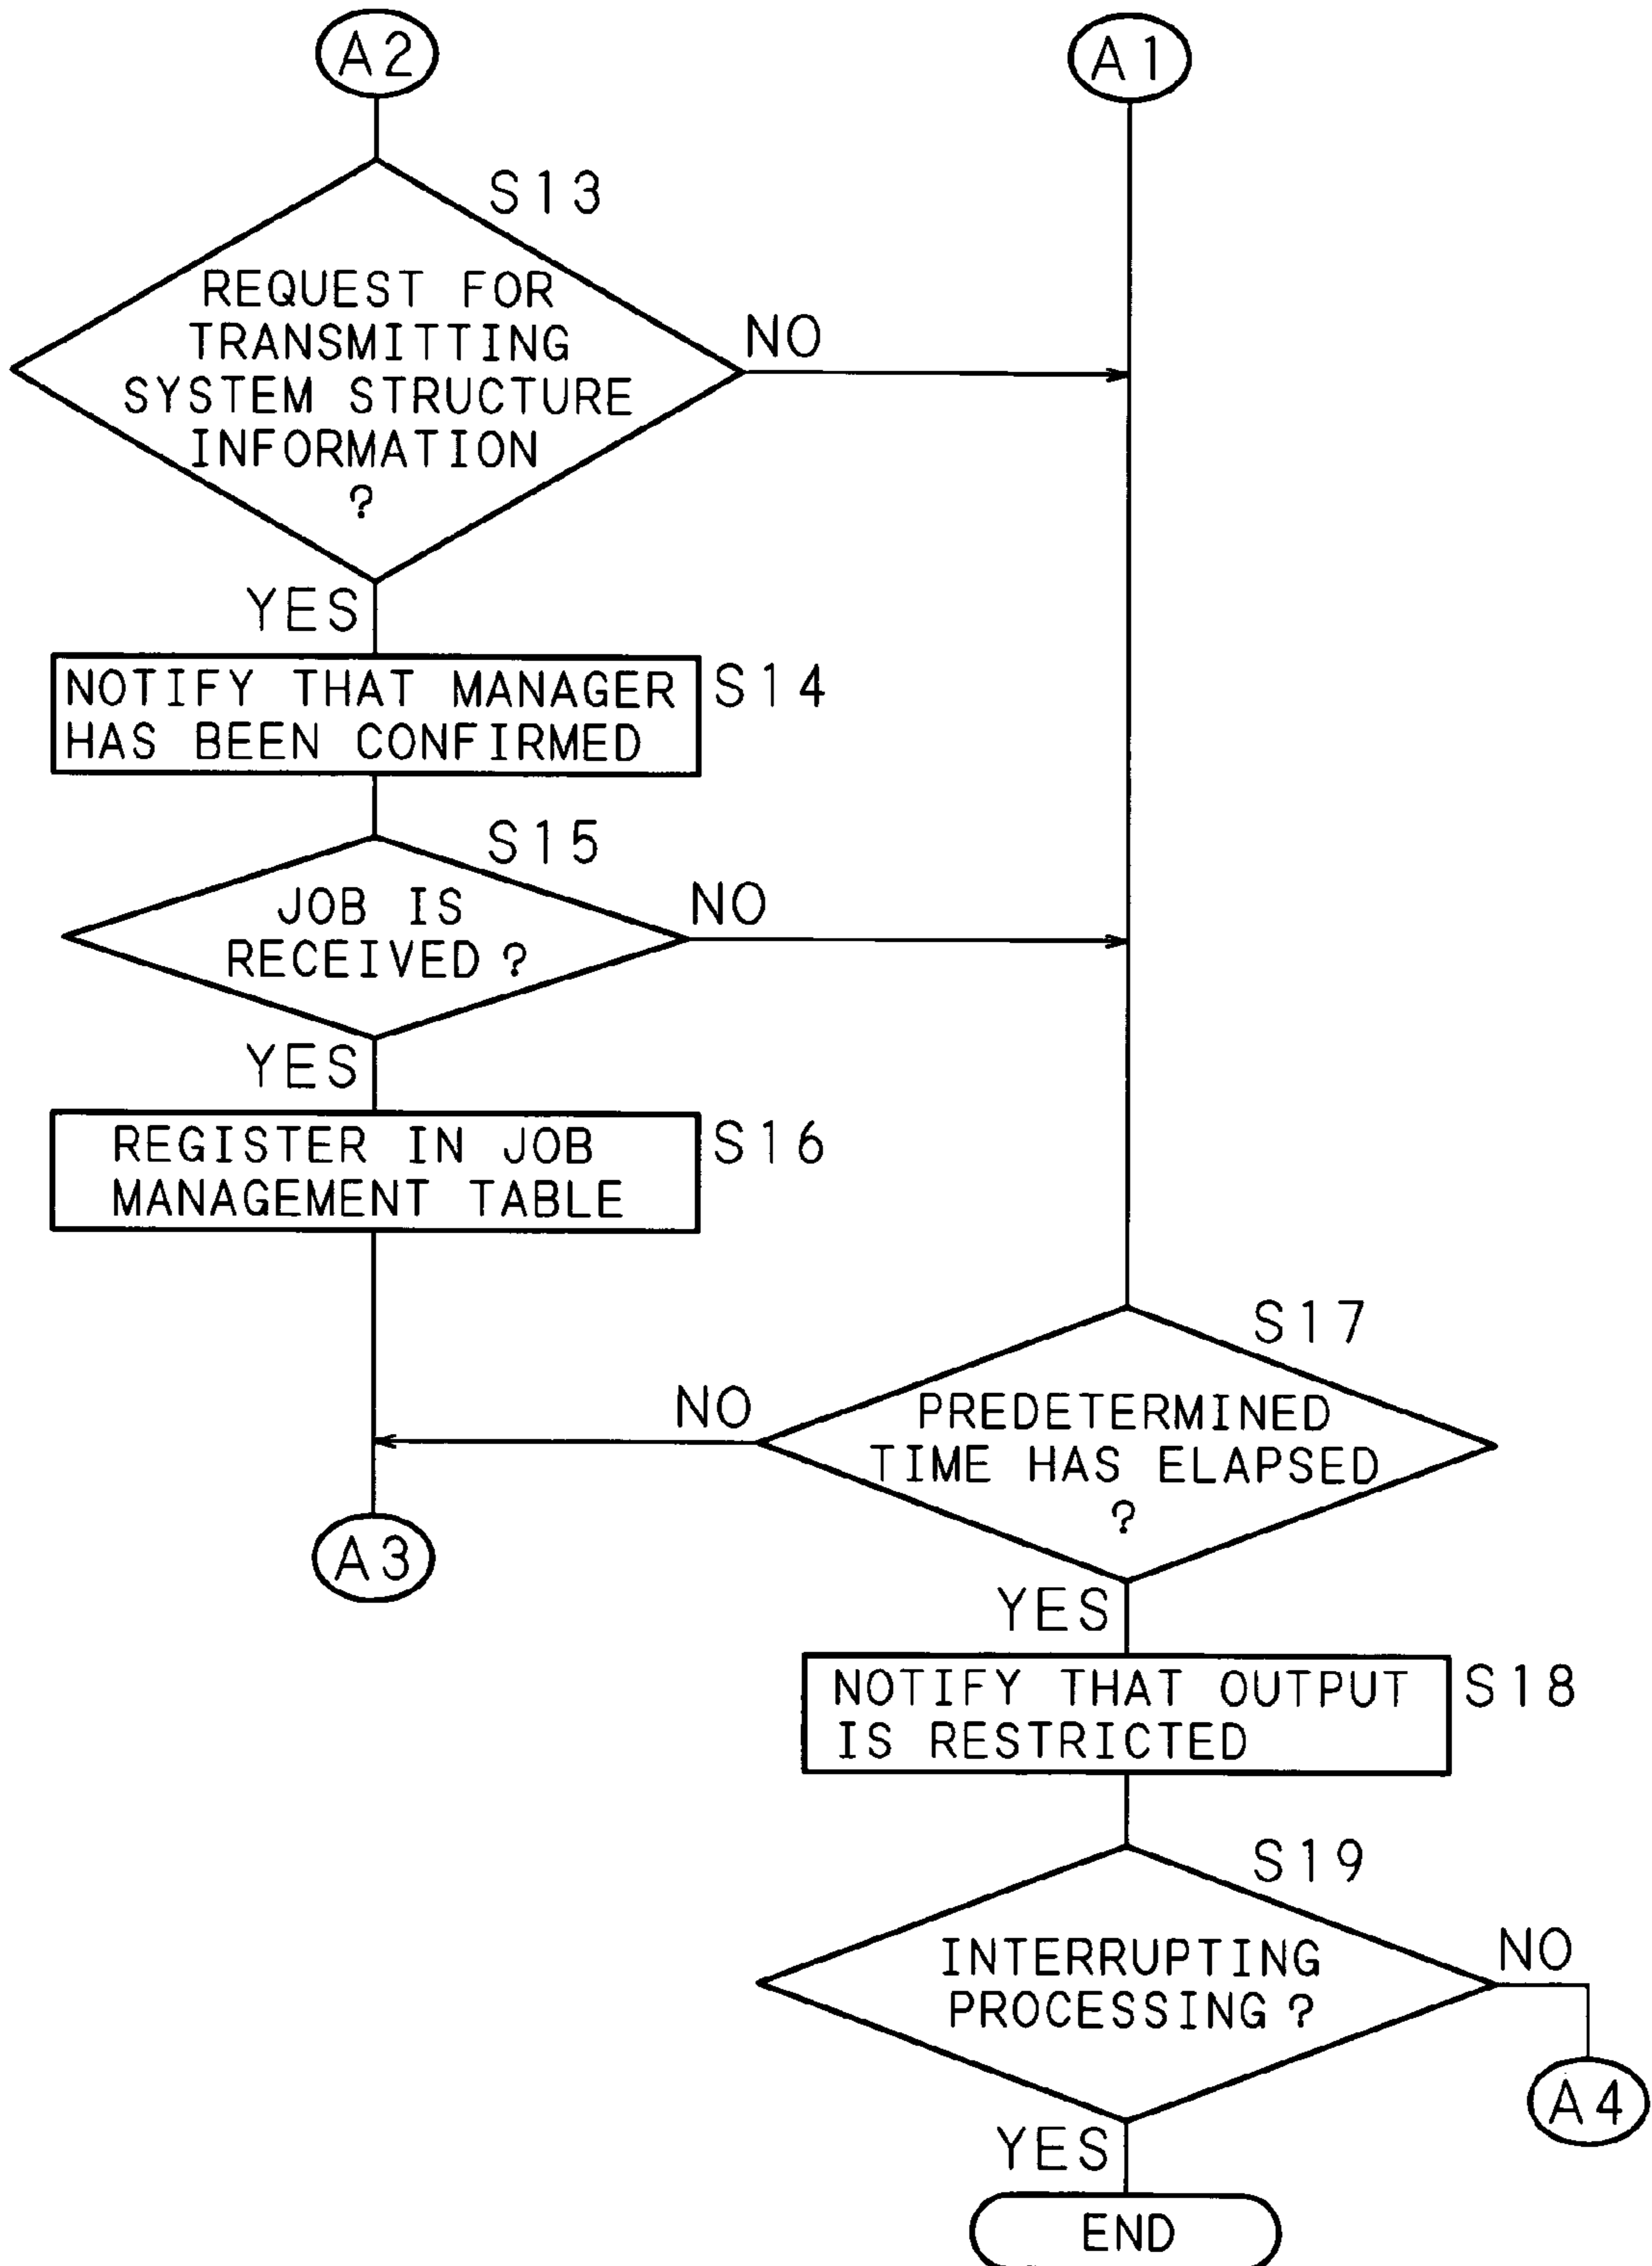 A2
A1
S13
REQUEST FOR
TRANSMITTING
SYSTEM STRUCTURE
INFORMATION
?
NO
YES
NOTIFY THAT MANAGER
HAS BEEN CONFIRMED
S14
S15
JOB IS
RECEIVED ?
NO
YES
REGISTER IN JOB
MANAGEMENT TABLE
S16
S17
PREDETERMINED
TIME HAS ELAPSED
?
NO
A3
YES
NOTIFY THAT OUTPUT
IS RESTRICTED
S18
S19
INTERRUPTING
PROCESSING ?
NO
A4
YES
END